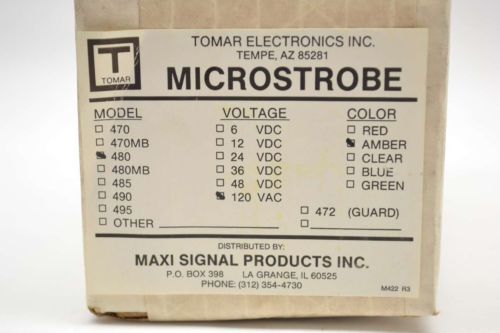 T
TOMAR
TOMAR ELECTRONICS INC.
TEMPE, AZ 85281
MICROSTROBE
MODEL
470
470MB
480
480MB
485
490
495
OTHER
VOLTAGE
6 VDC
12 VDC
24 VDC
36 VDC
48 VDC
120 VAC
COLOR
RED
AMBER
CLEAR
BLUE
GREEN
472 (GUARD)
DISTRIBUTED BY:
MAXI SIGNAL PRODUCTS INC.
P.O. BOX 398 LA GRANGE, IL 60525
PHONE: (312) 354-4730
M422 R3